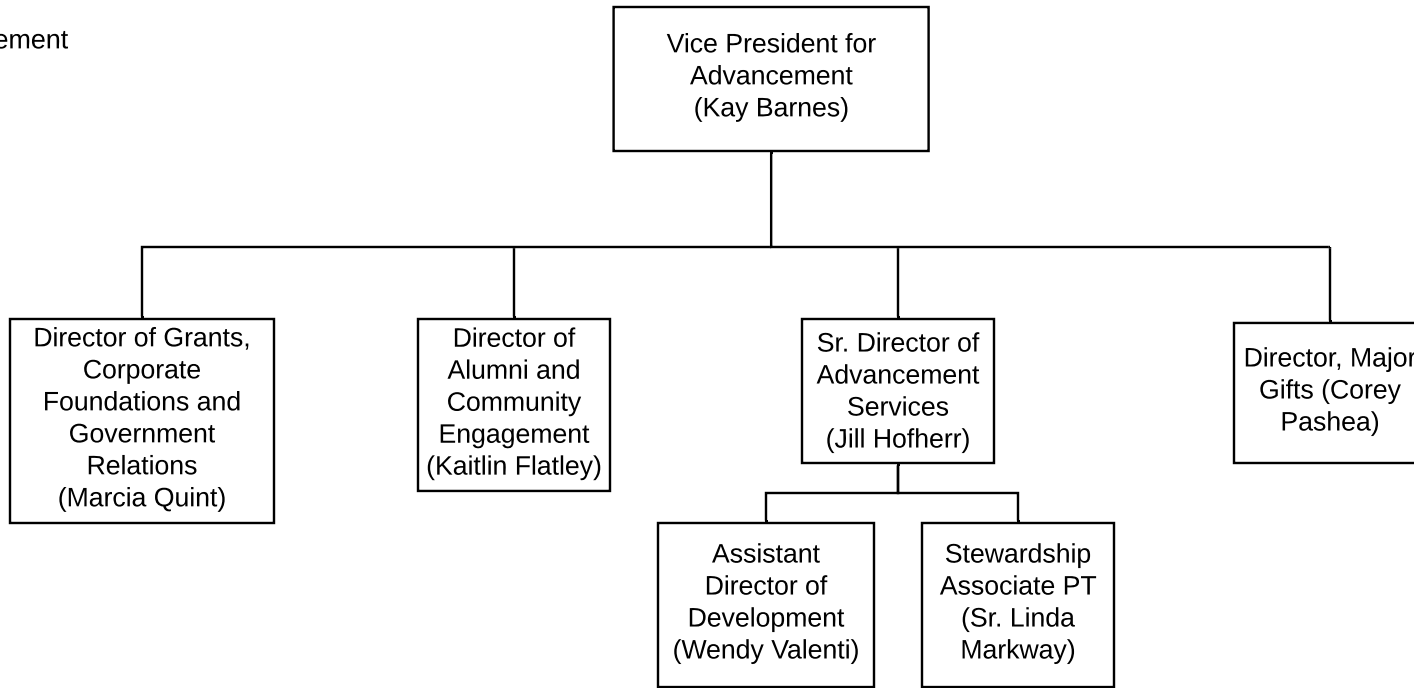 ement
Vice President for
Advancement
(Kay Barnes)
Director of Grants,
Corporate
Foundations and
Government
Relations
(Marcia Quint)
Director of
Alumni and
Community
Engagement
(Kaitlin Flatley)
Sr. Director of
Advancement
Services
(Jill Hofherr)
Director, Major
Gifts (Corey
Pashea)
Assistant
Director of
Development
(Wendy Valenti)
Stewardship
Associate PT
(Sr. Linda
Markway)